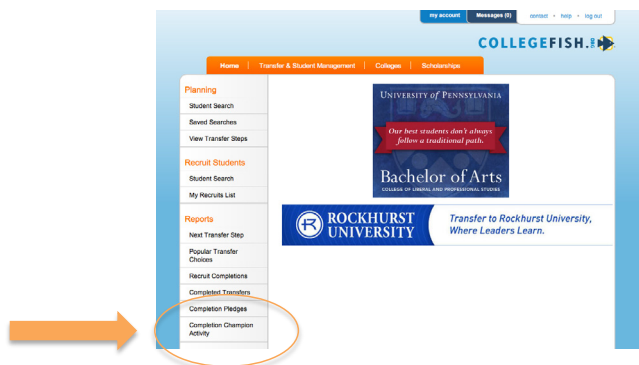 my account Messages (0) contact • help • log out
COLLEGEFISH.ORG
Home Transfer & Student Management Colleges Scholarships
Planning
Student Search
Saved Searches
View Transfer Steps
Recruit Students
Student Search
My Recruits List
Reports
Next Transfer Step
Popular Transfer
Choices
Recruit Completions
Completed Transfers
Completion Pledges
Completion Champion
Activity
UNIVERSITY of PENNSYLVANIA
Our best students don't always
follow a traditional path.
Bachelor of Arts
COLLEGE OF LIBERAL AND PROFESSIONAL STUDIES
R ROCKHURST
UNIVERSITY
Transfer to Rockhurst University,
Where Leaders Learn.